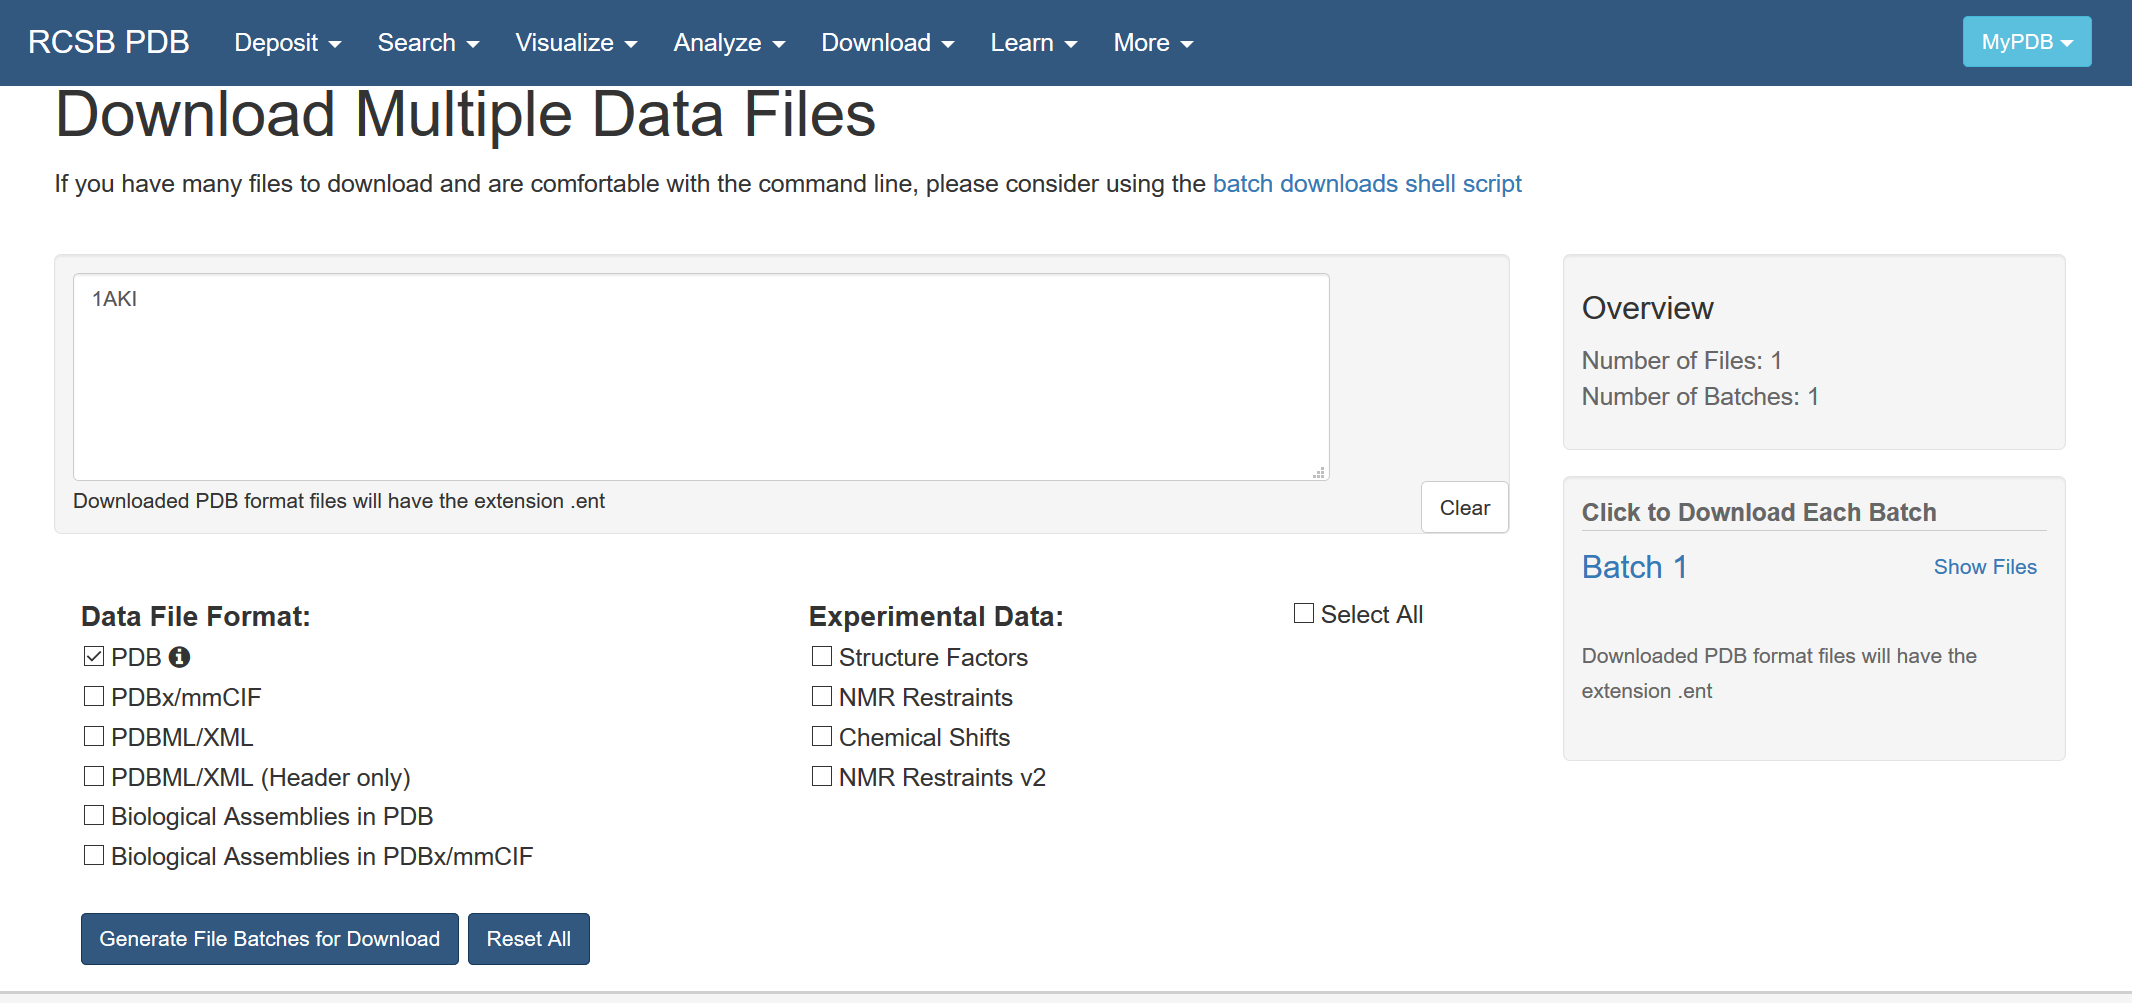 RCSB PDB Deposit Search Visualize Analyze Download Learn More MyPDB
Download Multiple Data Files
If you have many files to download and are comfortable with the command line, please consider using the batch downloads shell script
1AKI
Downloaded PDB format files will have the extension .ent
Clear
Overview
Number of Files: 1
Number of Batches: 1
Click to Download Each Batch
Batch 1 Show Files
Downloaded PDB format files will have the
extension .ent
Data File Format:
PDB
PDBx/mmCIF
PDBML/XML
PDBML/XML (Header only)
Biological Assemblies in PDB
Biological Assemblies in PDBx/mmCIF
Experimental Data:
Structure Factors
NMR Restraints
Chemical Shifts
NMR Restraints v2
Select All
Generate File Batches for Download Reset All